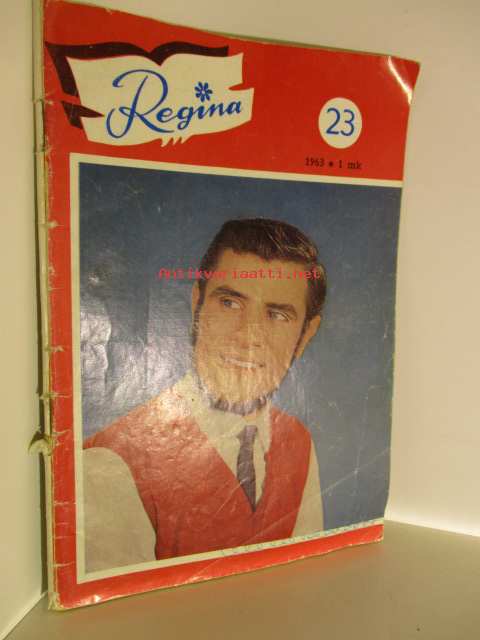 Regina
23
1963 • 1 mk
Antikvariaatti.net